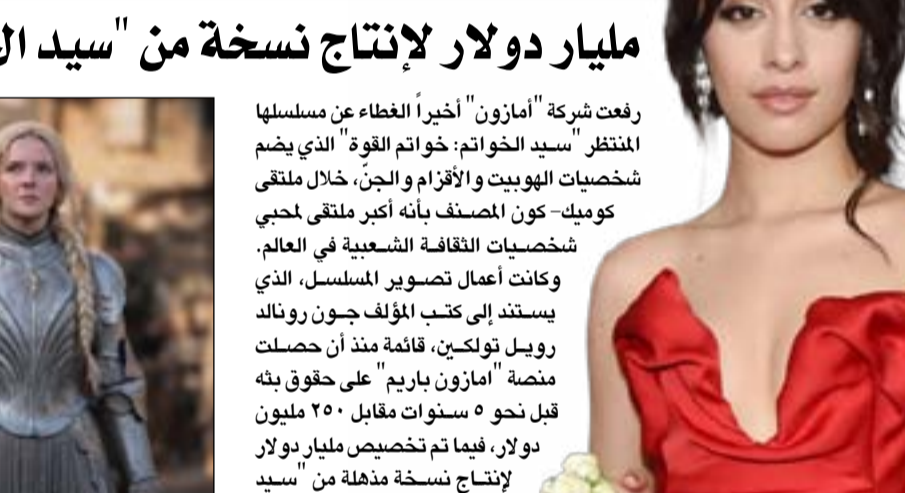 مليار دولار لإنتاج نسخة من "سيد ال
رفعت شركة "أمازون" أخيراً الغطاء عن مسلسلها
المنتظر "سيد الخواتم: خواتم القوة" الذي يضم
شخصيات الهوبيت والأقزام والجنّ، خلال ملتقى
كوميك- كون المصنف بأنه أكبر ملتقى لمحبي
شخصيات الثقافة الشعبية في العالم.
وكانت أعمال تصوير المسلسل، الذي
يستند إلى كتب المؤلف جون رونالد
رويل تولكين، قائمة منذ أن حصلت
منصة "امازون باريم" على حقوق بثه
قبل نحو ٥ سنوات مقابل ٢٥٠ مليون
دولار، فيما تم تخصيص مليار دولار
لإنتاج نسخة مذهلة من "سيد